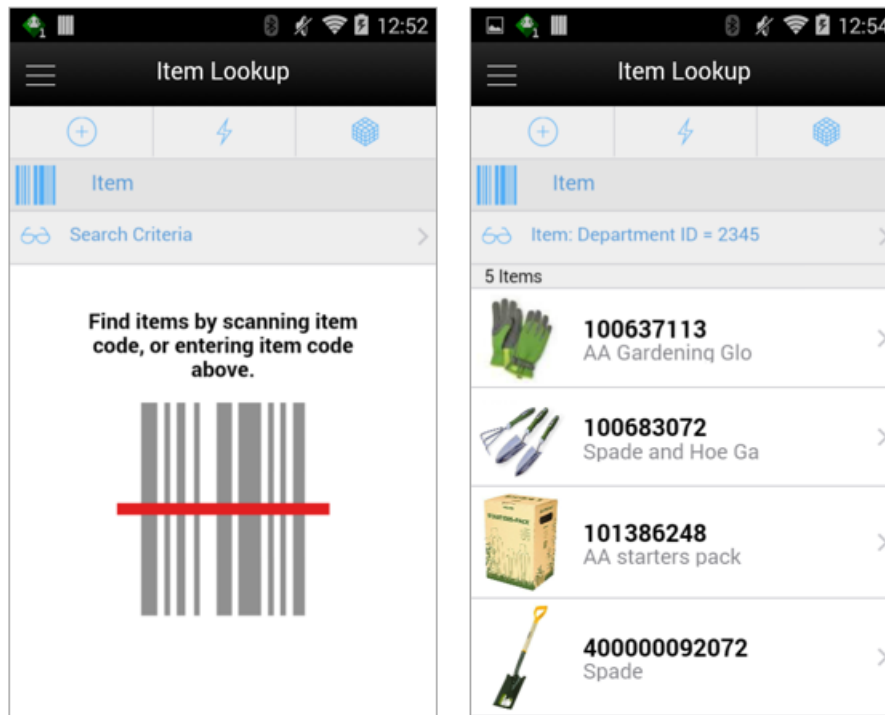 12:52
Item Lookup
Item
Search Criteria
Find items by scanning item
code, or entering item code
above.
12:54
Item Lookup
Item
Item: Department ID = 2345
5 Items
100637113
AA Gardening Glo
100683072
Spade and Hoe Ga
STARTERS-PACK
101386248
AA starters pack
400000092072
Spade